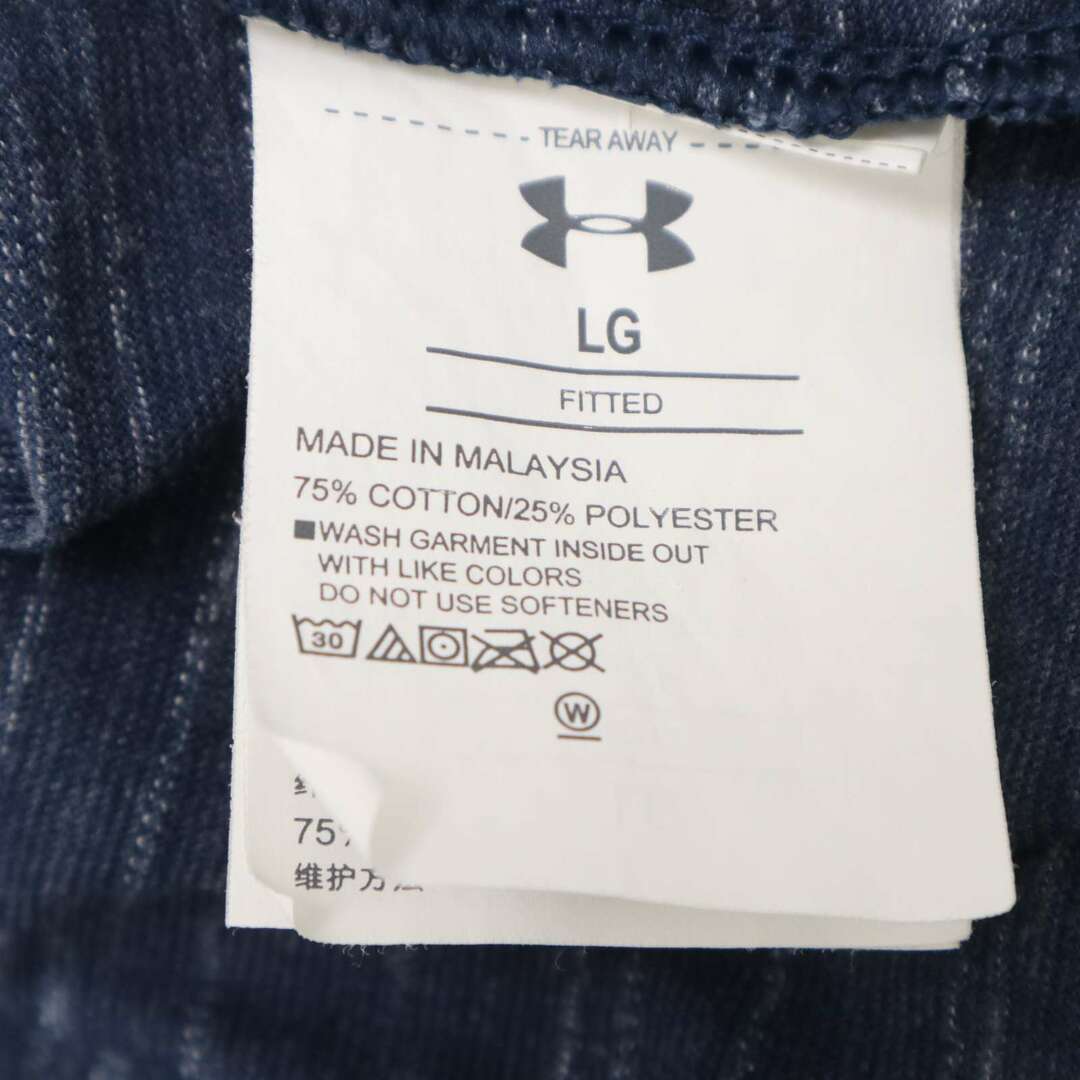 TEAR AWAY
LG
FITTED
MADE IN MALAYSIA
75% COTTON/25% POLYESTER
WASH GARMENT INSIDE OUT
WITH LIKE COLORS
DO NOT USE SOFTENERS
30
W
75%
维护方法